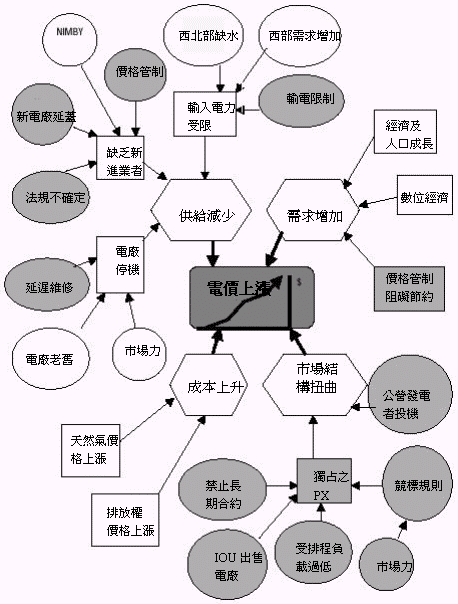 NIMBY
價格管制
西北部缺水
西部需求增加
新電廠延蓋
輸入電力
受限
輸電限制
缺乏新
進業者
經濟及
人口成長
法規不確定
供給減少
需求增加
數位經濟
電廠
停機
延遲維修
電價上漲
$
價格管制
阻礙節約
電廠老舊
市場力
成本上升
市場結
構扭曲
公營發電
者投機
天然氣價
格上漲
排放權
價格上漲
禁止長
期合約
獨占之
PX
競標規則
IOU 出售
電廠
受排程負
載過低
市場力